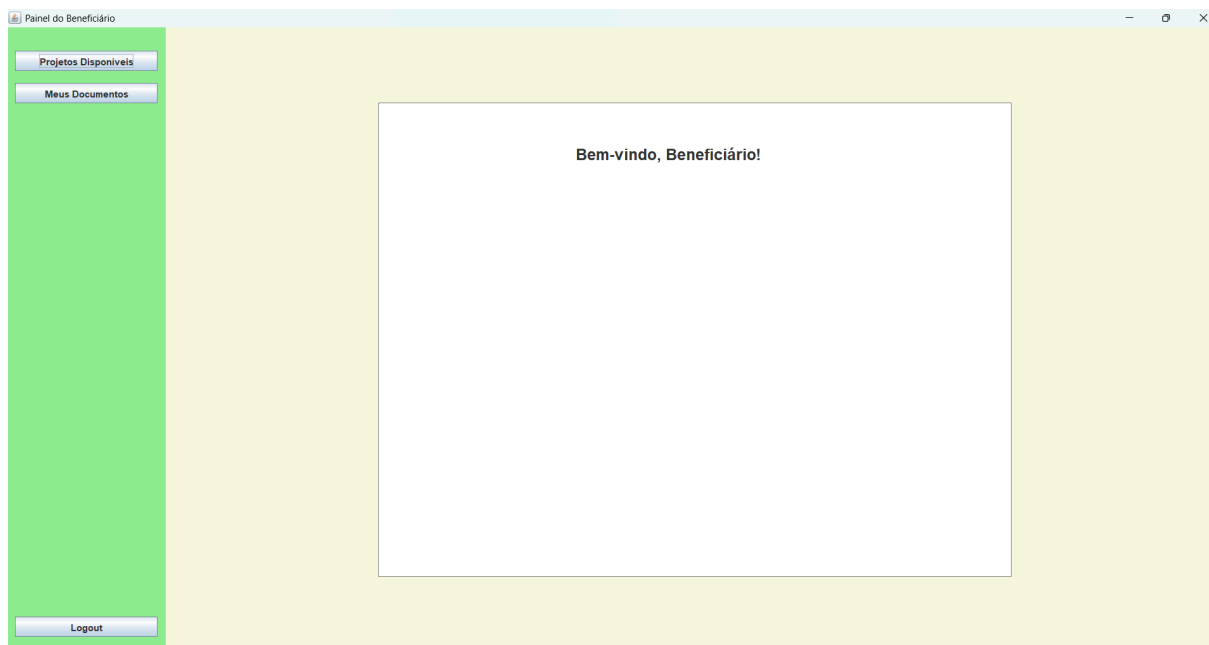 Painel do Beneficiário
Projetos Disponíveis
Meus Documentos
Bem-vindo, Beneficiário!
Logout